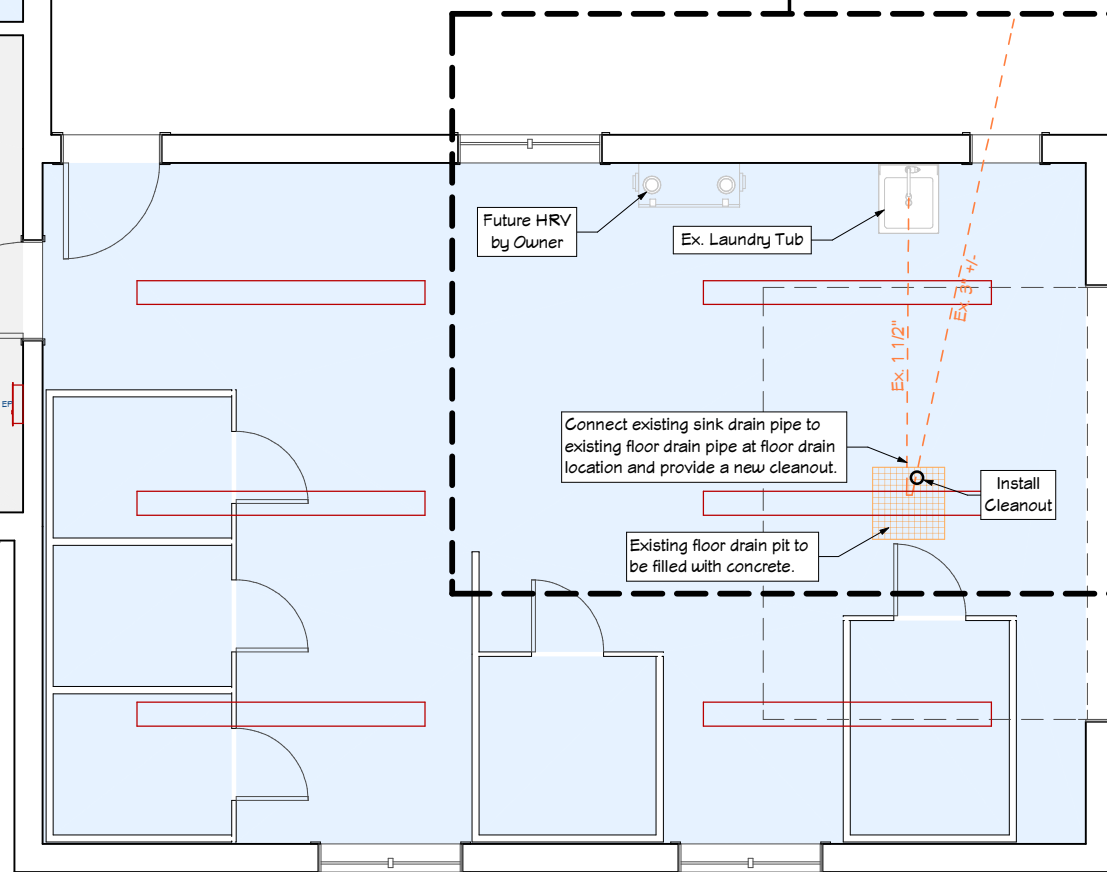 Future HRV
by Owner
Ex. Laundry Tub
Ex. 3" +/-
Ex. 1 1/2"
EP
Connect existing sink drain pipe to
existing floor drain pipe at floor drain
location and provide a new cleanout.
Install
Cleanout
Existing floor drain pit to
be filled with concrete.